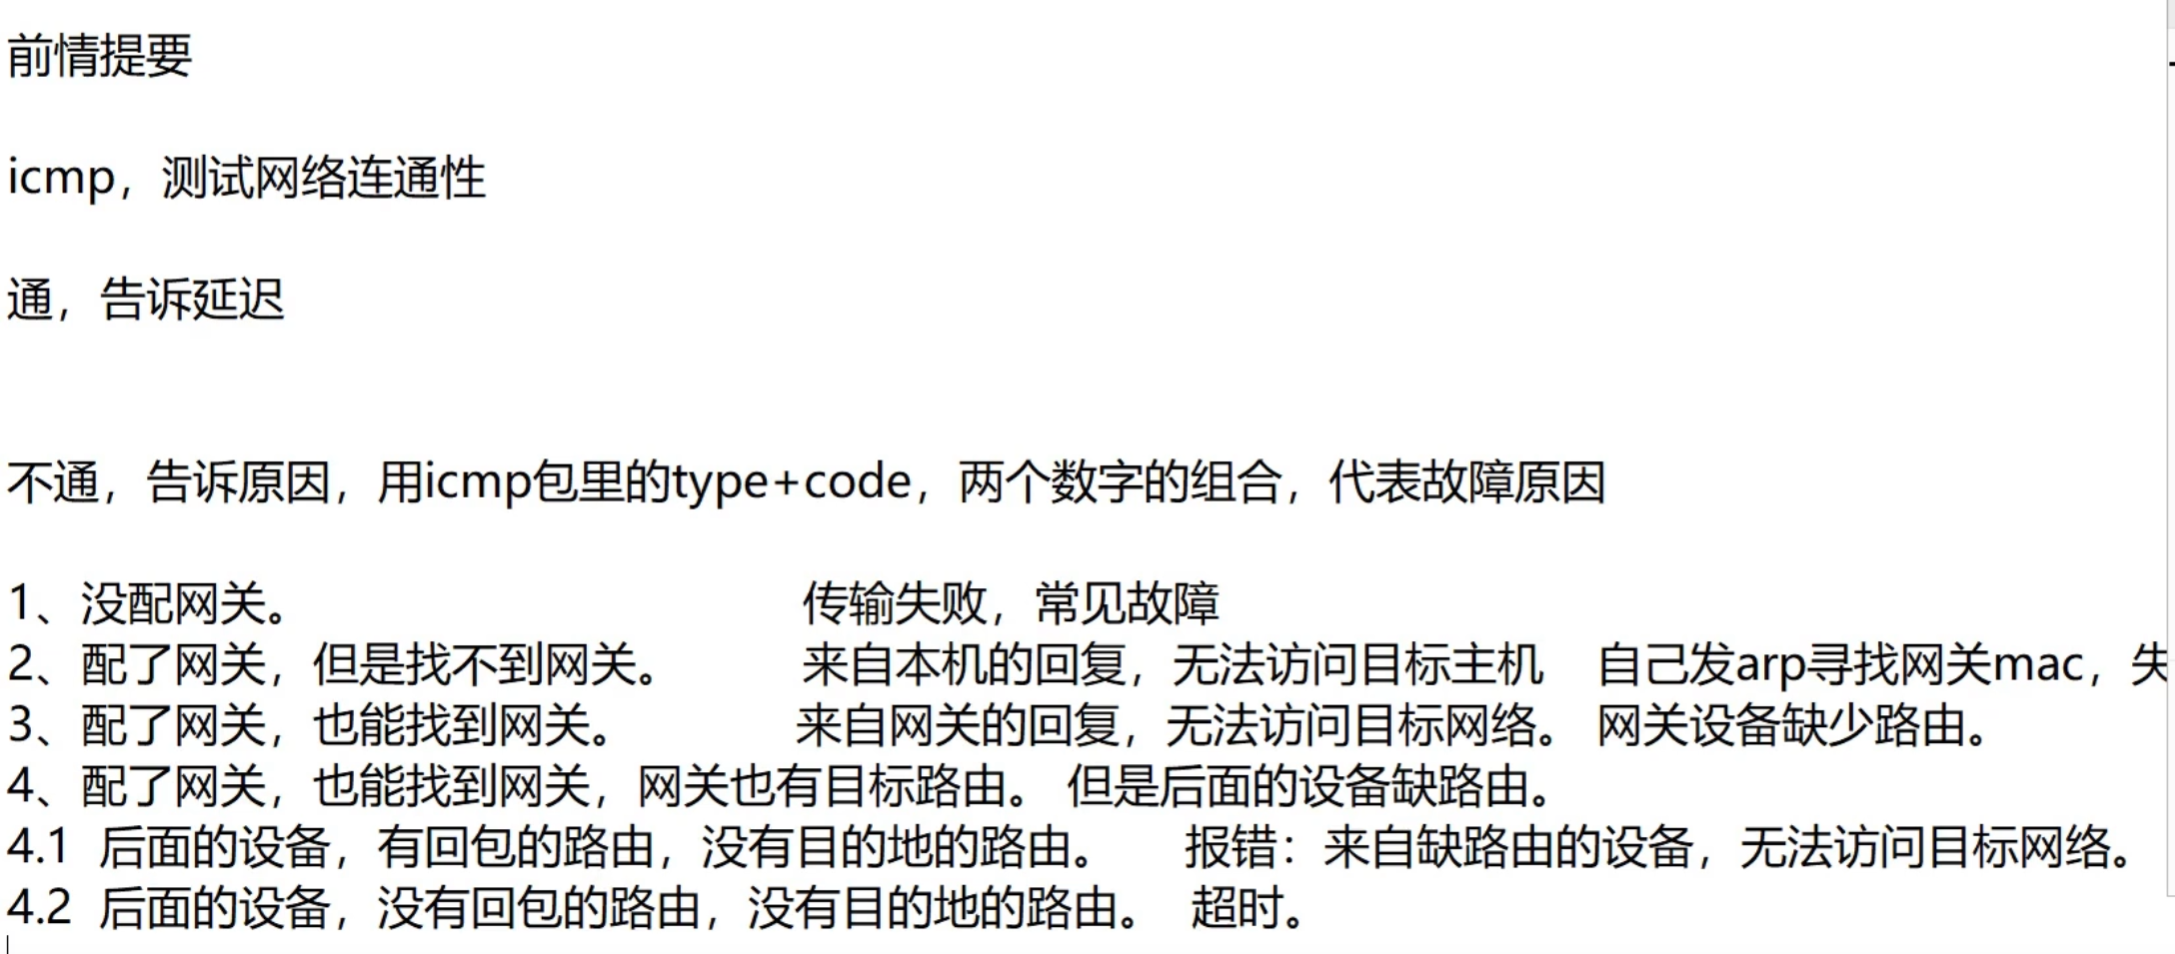 前情提要
icmp，测试网络连通性
通，告诉延迟
不通，告诉原因，用icmp包里的type+code，两个数字的组合，代表故障原因
1、没配网关。 传输失败，常见故障
2、配了网关，但是找不到网关。 来自本机的回复，无法访问目标主机 自己发arp寻找网关mac，失
3、配了网关，也能找到网关。 来自网关的回复，无法访问目标网络。 网关设备缺少路由。
4、配了网关，也能找到网关，网关也有目标路由。 但是后面的设备缺路由。
4.1 后面的设备，有回包的路由，没有目的地的路由。 报错：来自缺路由的设备，无法访问目标网络。
4.2 后面的设备，没有回包的路由，没有目的地的路由。 超时。